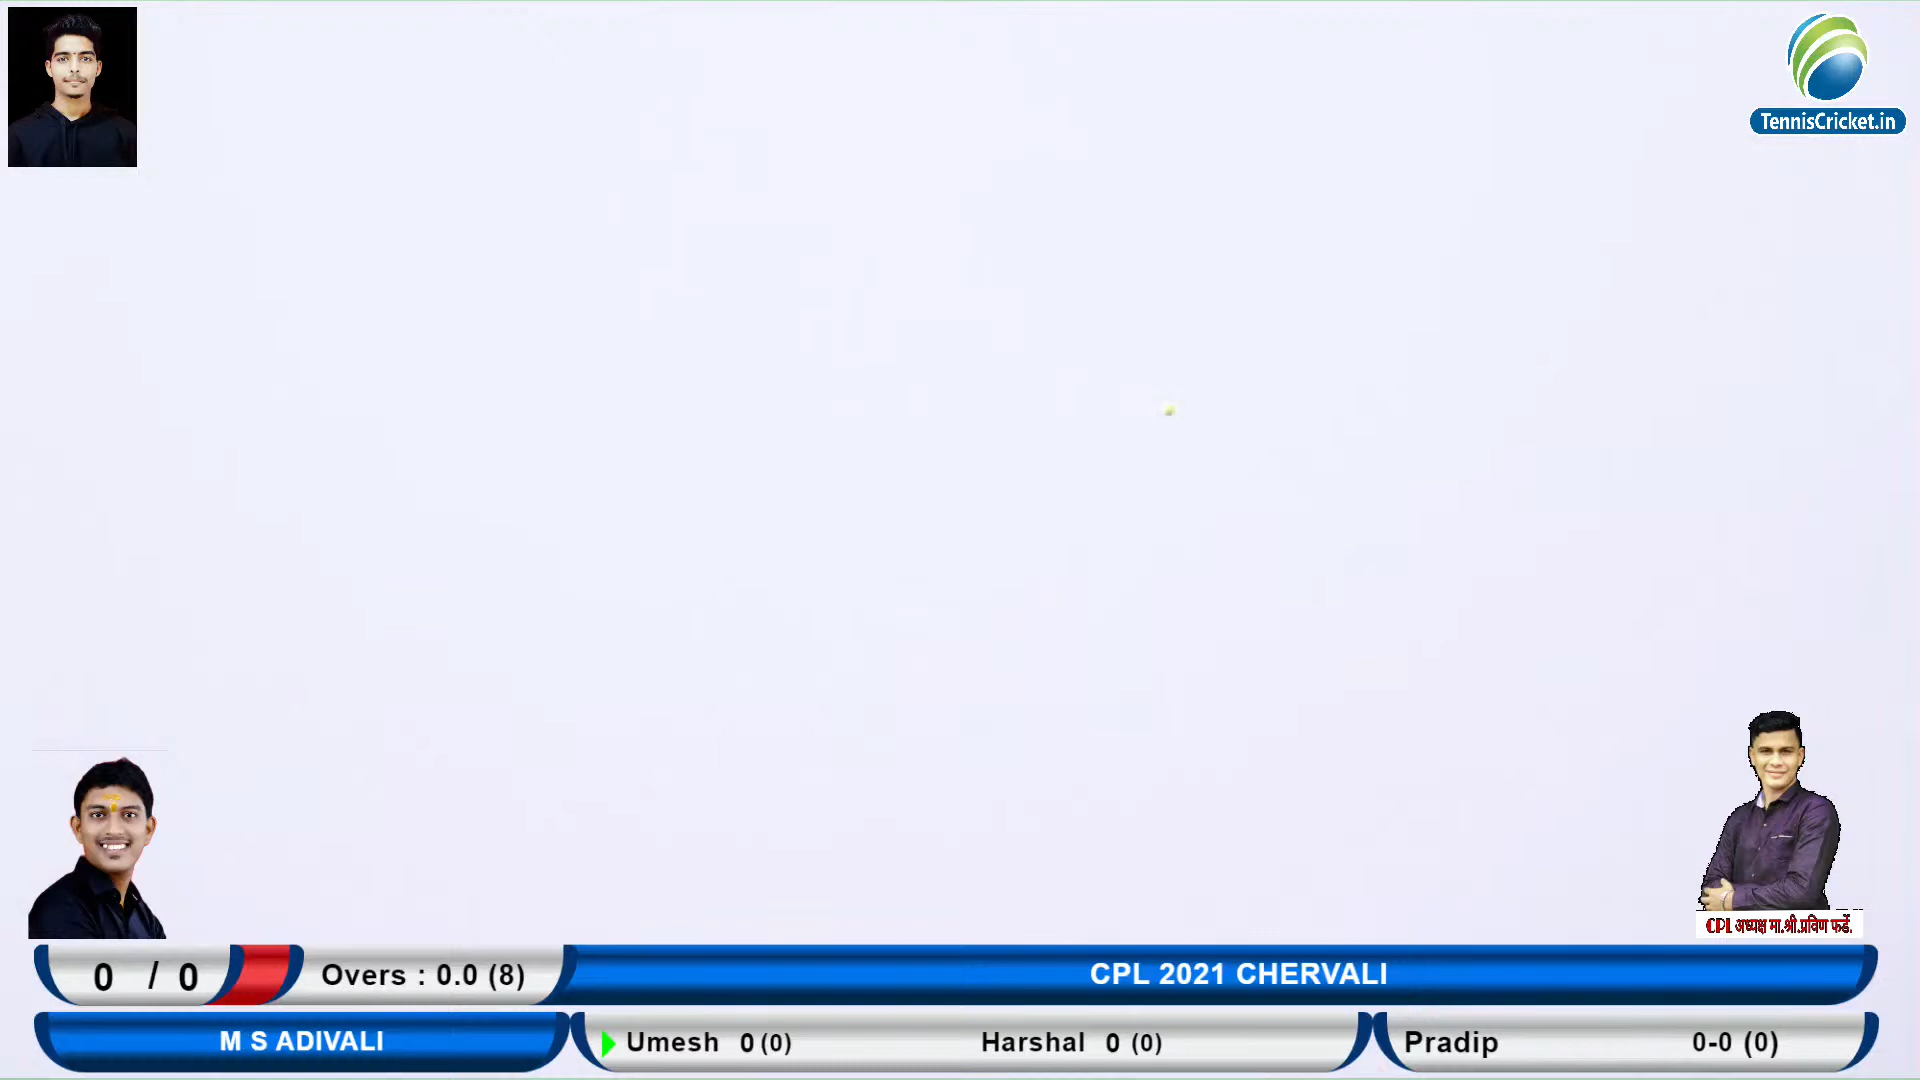 TennisCricket.in
CPL अध्यक्ष मा.श्री.प्रविण फर्डे.
0 / 0
Overs : 0.0 (8)
CPL 2021 CHERVALI
M S ADIVALI
Umesh 0 (0)
Harshal 0 (0)
Pradip 0-0 (0)